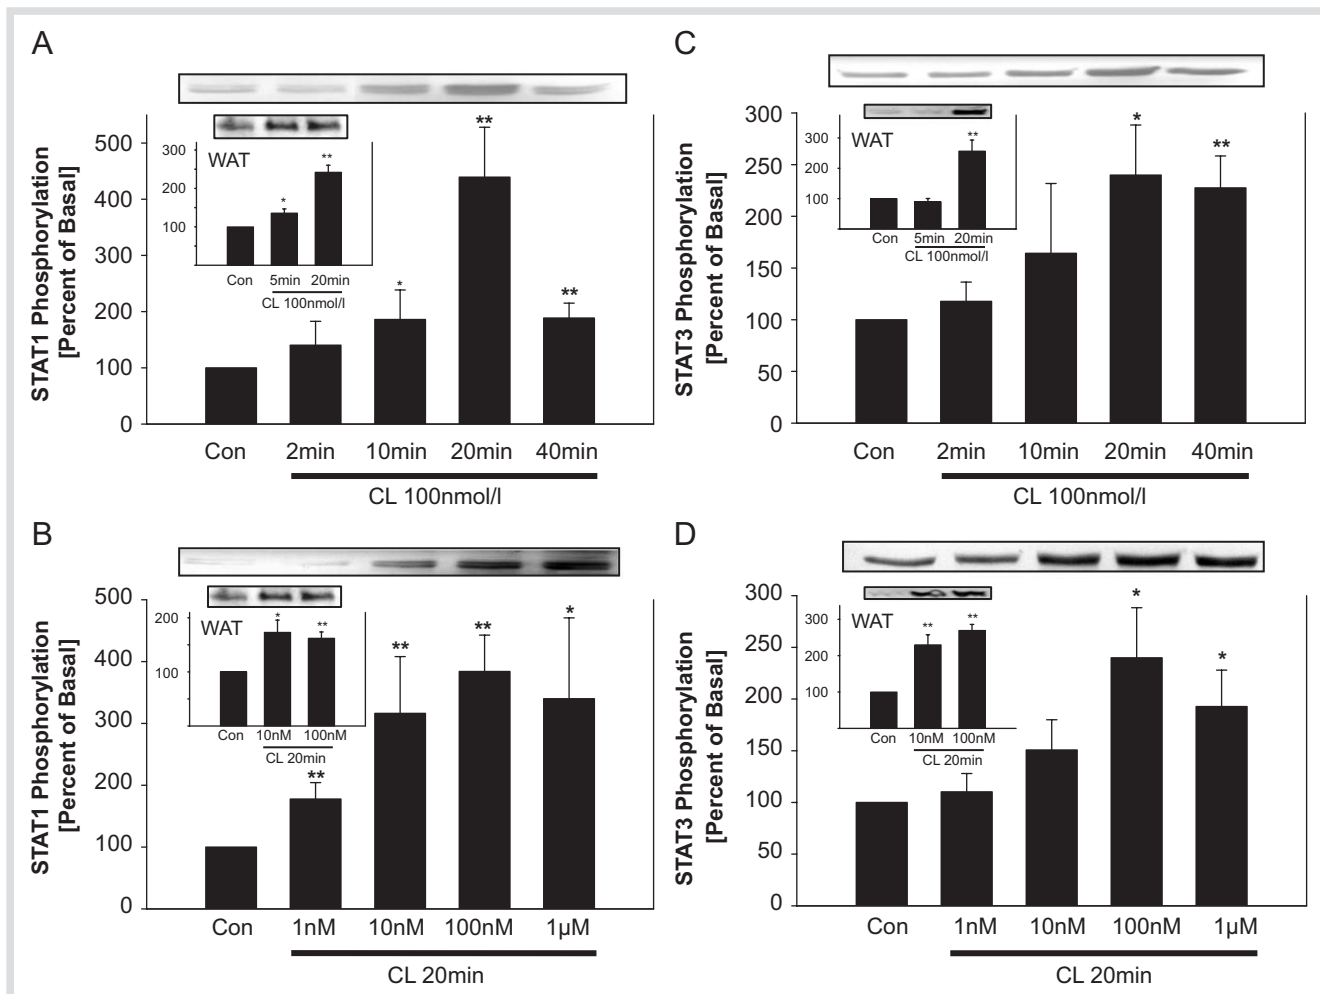 A
STAT1 Phosphorylation
[Percent of Basal]
500
400
300
200
100
0
**
*
**
Con 2min 10min 20min 40min
CL 100nmol/l
WAT
300
200
100
*
**
Con 5min 20min
CL 100nmol/l
C
STAT3 Phosphorylation
[Percent of Basal]
300
250
200
150
100
50
0
*
**
Con 2min 10min 20min 40min
CL 100nmol/l
WAT
300
200
100
**
Con 5min 20min
CL 100nmol/l
B
STAT1 Phosphorylation
[Percent of Basal]
500
400
300
200
100
0
**
**
**
*
Con 1nM 10nM 100nM 1µM
CL 20min
WAT
200
100
*
**
Con 10nM 100nM
CL 20min
D
STAT3 Phosphorylation
[Percent of Basal]
300
250
200
150
100
50
0
*
*
Con 1nM 10nM 100nM 1µM
CL 20min
WAT
300
200
100
**
**
Con 10nM 100nM
CL 20min